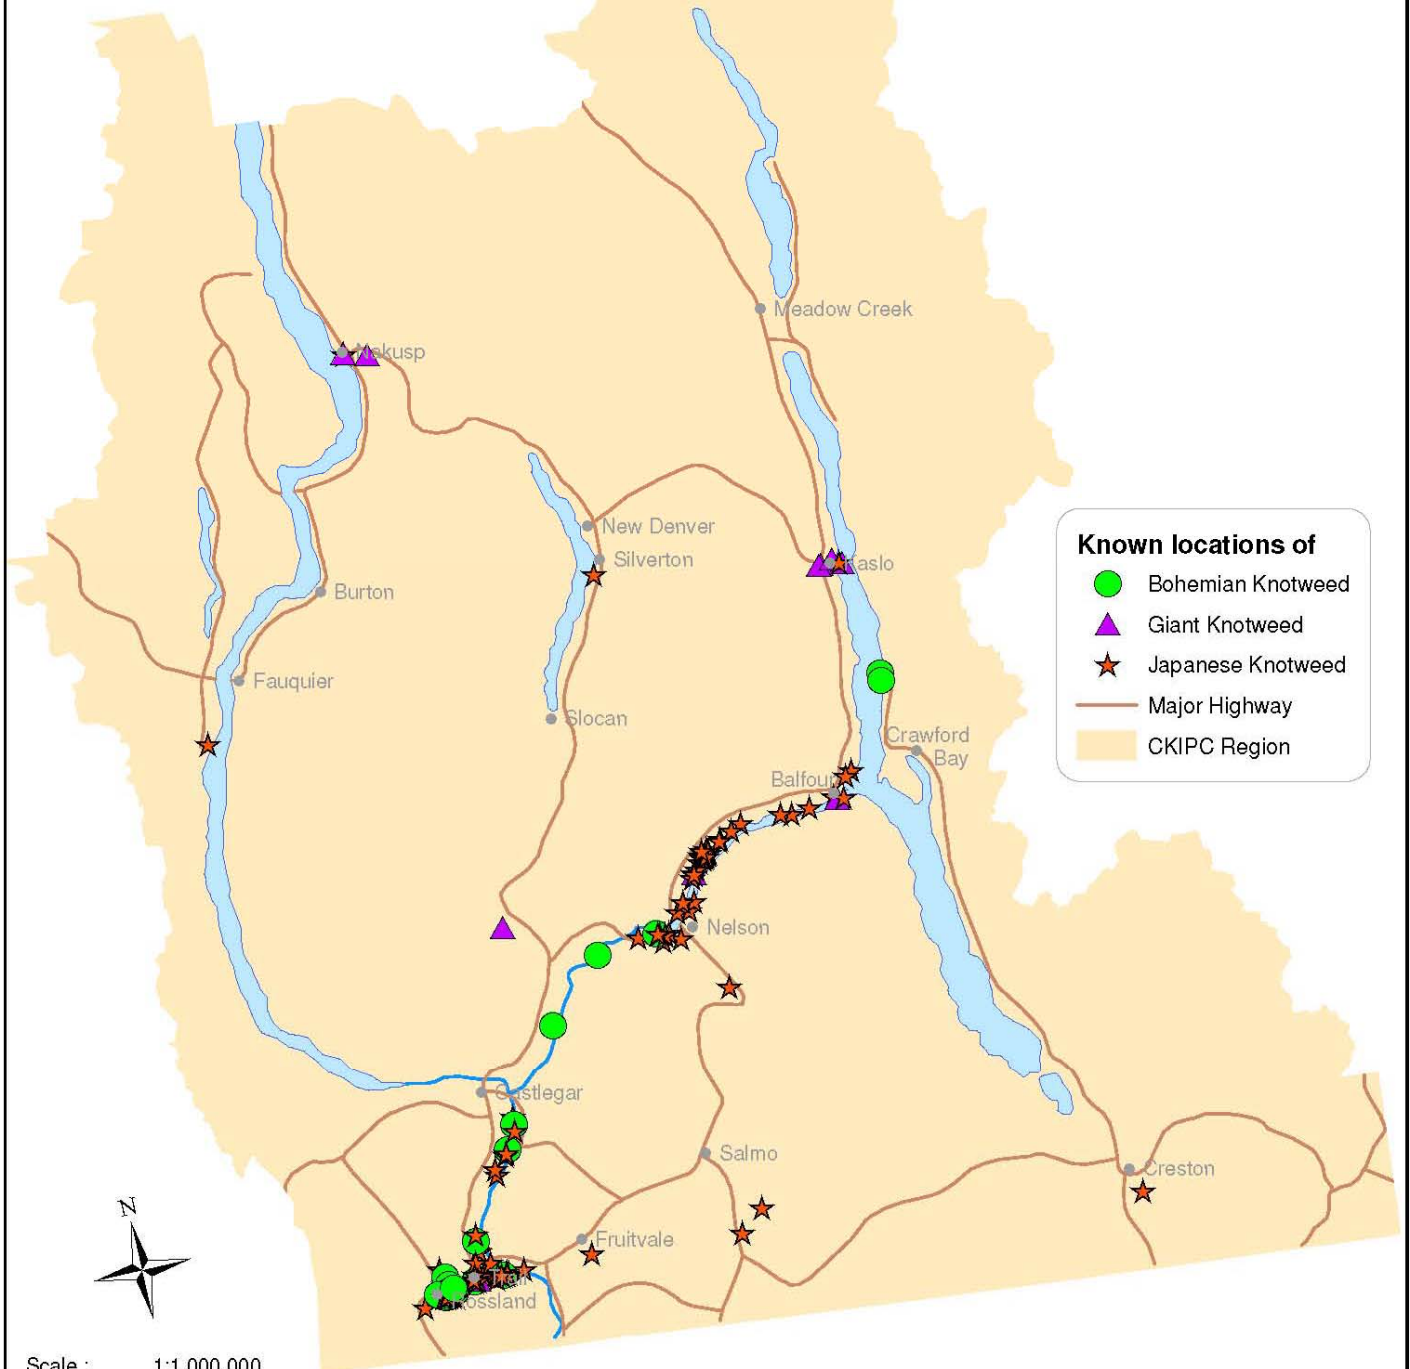 Meadow Creek
Nakusp
New Denver
Silverton
Kaslo
Burton
Fauquier
Slocan
Crawford
Bay
Balfour
Nelson
Castlegar
Salmo
Creston
Fruitvale
Trail
Rossland
Known locations of
Bohemian Knotweed
Giant Knotweed
Japanese Knotweed
Major Highway
CKIPC Region
N
Scale : 1:1,000,000